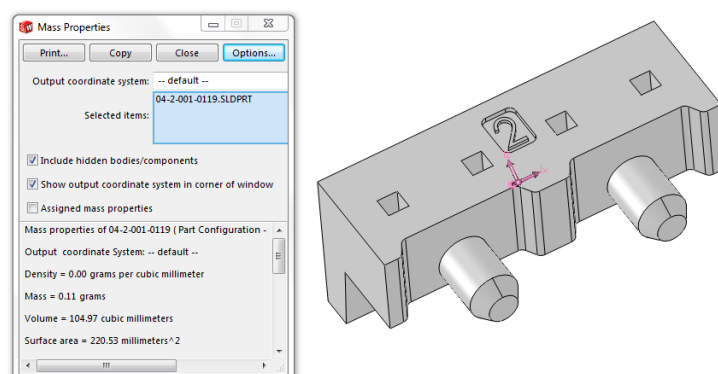 Mass Properties
Print... Copy Close Options...
Output coordinate system: -- default --
04-2-001-0119.SLDPRT
Selected items:
Include hidden bodies/components
Show output coordinate system in corner of window
Assigned mass properties
Mass properties of 04-2-001-0119 ( Part Configuration -
Output coordinate System: -- default --
Density = 0.00 grams per cubic millimeter
Mass = 0.11 grams
Volume = 104.97 cubic millimeters
Surface area = 220.53 millimeters^2
2